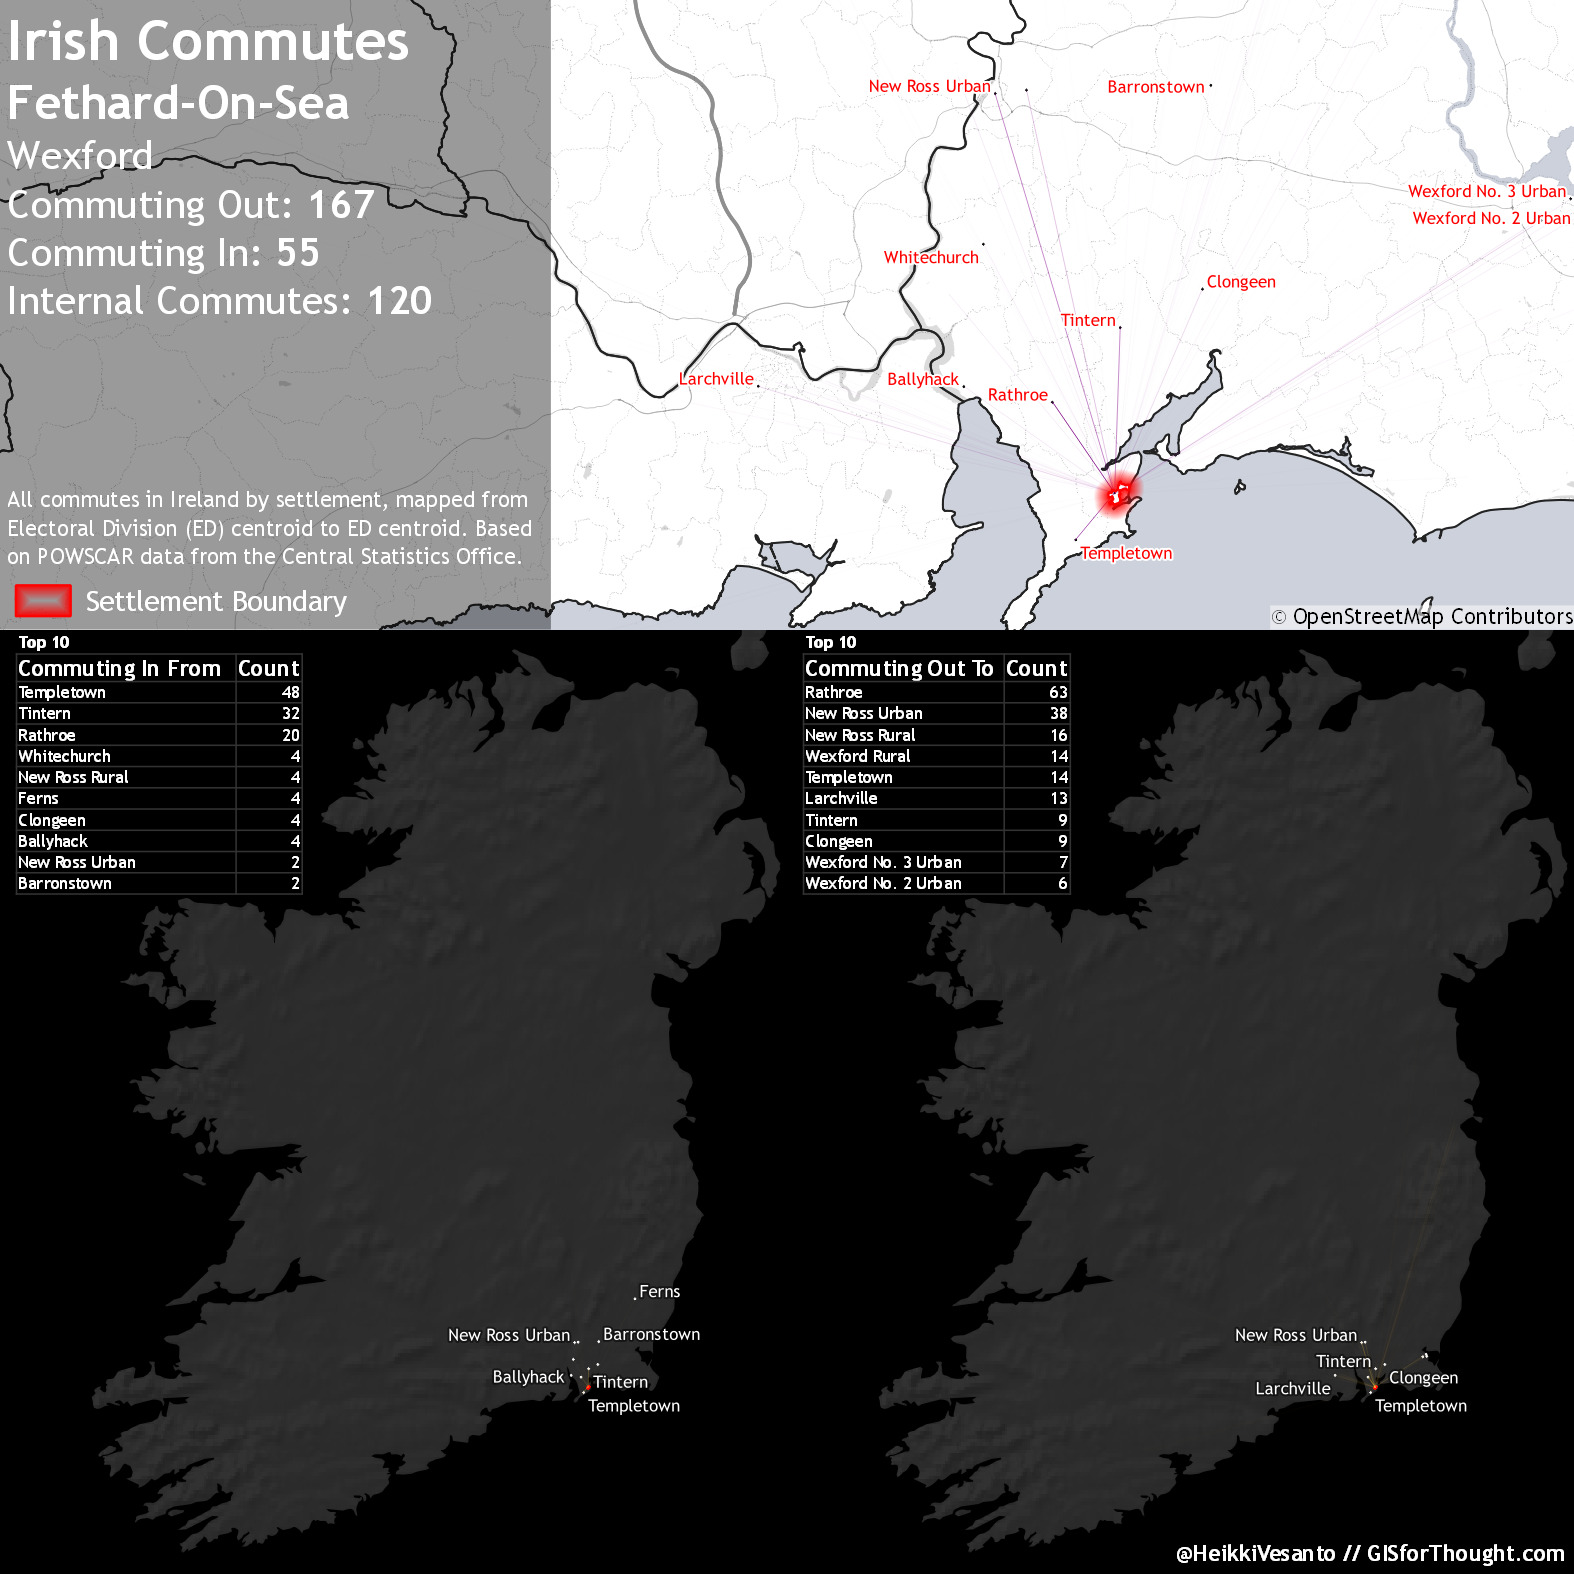 Irish Commutes
Fethard-On-Sea
Wexford
Commuting Out: 167
Commuting In: 55
Internal Commutes: 120
All commutes in Ireland by settlement, mapped from
Electoral Division (ED) centroid to ED centroid. Based
on POWSCAR data from the Central Statistics Office.
Settlement Boundary
New Ross Urban
Barronstown
Wexford No. 3 Urban
Wexford No. 2 Urban
Whitechurch
Clongeen
Tintern
Larchville
Ballyhack
Rathroe
Templetown
© OpenStreetMap Contributors
Top 10
Commuting In From Count
Templetown 48
Tintern 32
Rathroe 20
Whitechurch 4
New Ross Rural 4
Ferns 4
Clongeen 4
Ballyhack 4
New Ross Urban 2
Barronstown 2
Ferns
New Ross Urban
Barronstown
Ballyhack
Tintern
Templetown
Top 10
Commuting Out To Count
Rathroe 63
New Ross Urban 38
New Ross Rural 16
Wexford Rural 14
Templetown 14
Larchville 13
Tintern 9
Clongeen 9
Wexford No. 3 Urban 7
Wexford No. 2 Urban 6
New Ross Urban
Tintern
Clongeen
Larchville
Templetown
@HeikkiVesanto // GISforThought.com